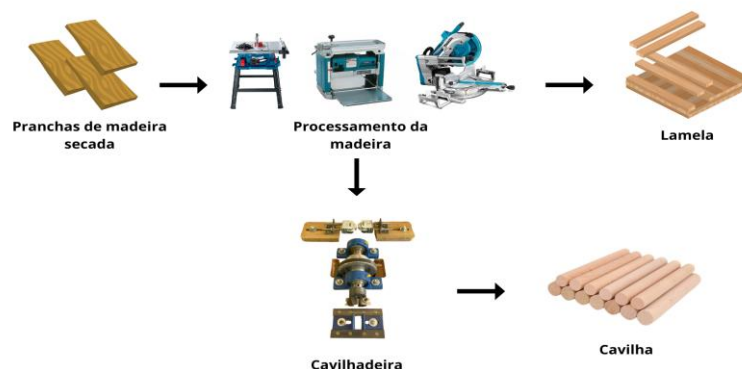 Pranchas de madeira
secada
Processamento da
madeira
Lamela
Cavilhadeira
Cavilha